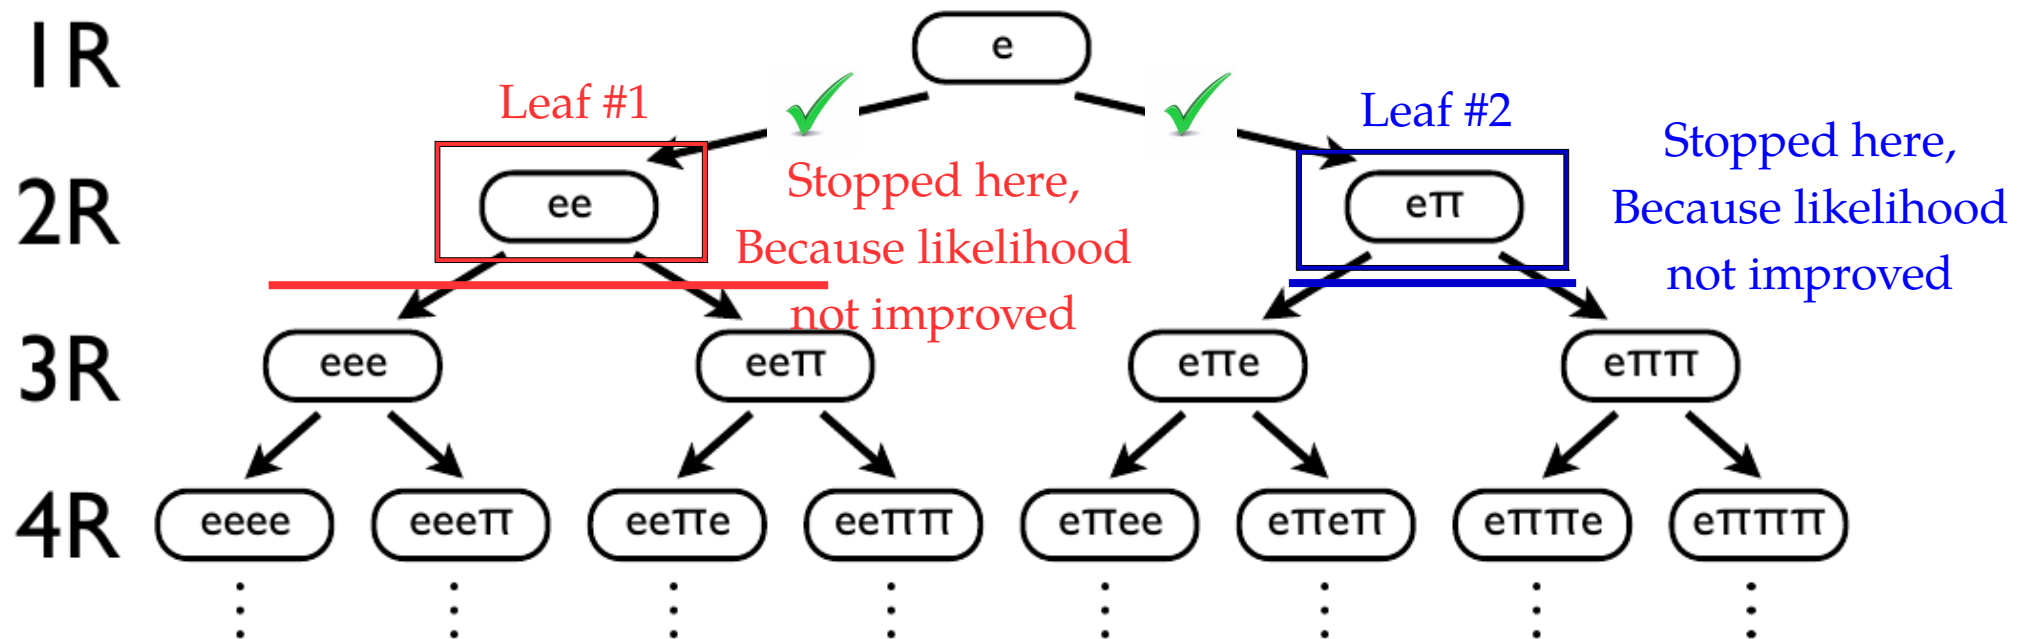 1R
e
Leaf #1
Leaf #2
2R
ee
Stopped here,
Because likelihood
not improved
eπ
Stopped here,
Because likelihood
not improved
3R
eee
eeπ
eπe
eππ
4R
eeee
eeeπ
eeπe
eeππ
eπee
eπeπ
eππe
eπππ